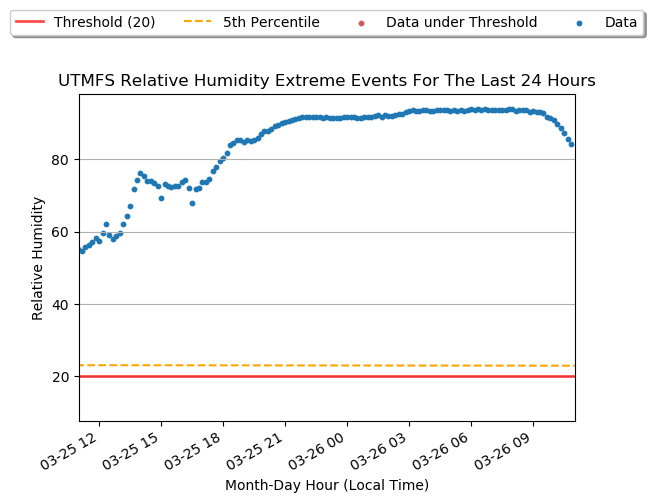 Threshold (20) 5th Percentile Data under Threshold Data
UTMFS Relative Humidity Extreme Events For The Last 24 Hours
80
60
40
20
Relative Humidity
03-25 12 03-25 15 03-25 18 03-25 21 03-26 00 03-26 03 03-26 06 03-26 09
Month-Day Hour (Local Time)